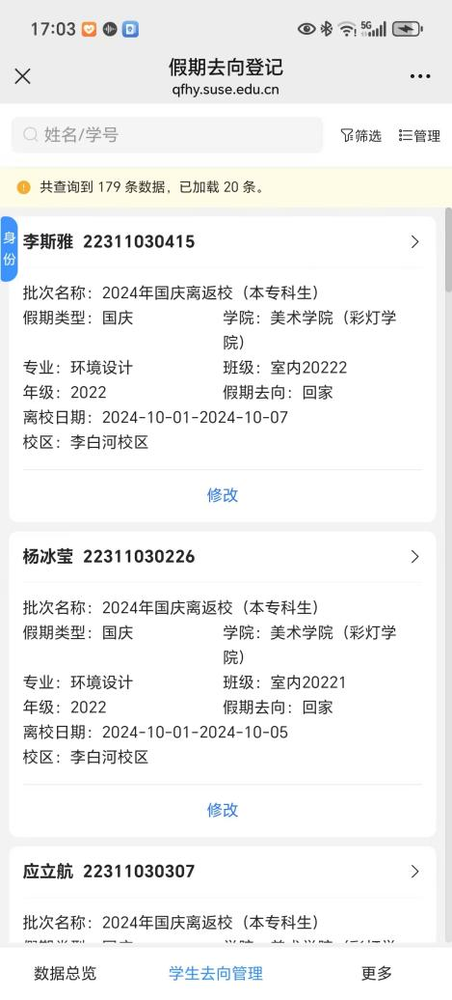 17:03
5G
假期去向登记
qfhy.suse.edu.cn
姓名/学号
筛选 管理
共查询到 179 条数据，已加载 20 条。
身份
李斯雅 22311030415
批次名称：2024年国庆离返校（本专科生）
假期类型：国庆 学院：美术学院（彩灯学
院）
专业：环境设计 班级：室内20222
年级：2022 假期去向：回家
离校日期：2024-10-01-2024-10-07
校区：李白河校区
修改
杨冰莹 22311030226
批次名称：2024年国庆离返校（本专科生）
假期类型：国庆 学院：美术学院（彩灯学
院）
专业：环境设计 班级：室内20221
年级：2022 假期去向：回家
离校日期：2024-10-01-2024-10-05
校区：李白河校区
修改
应立航 22311030307
批次名称：2024年国庆离返校（本专科生）
数据总览 学生去向管理 更多